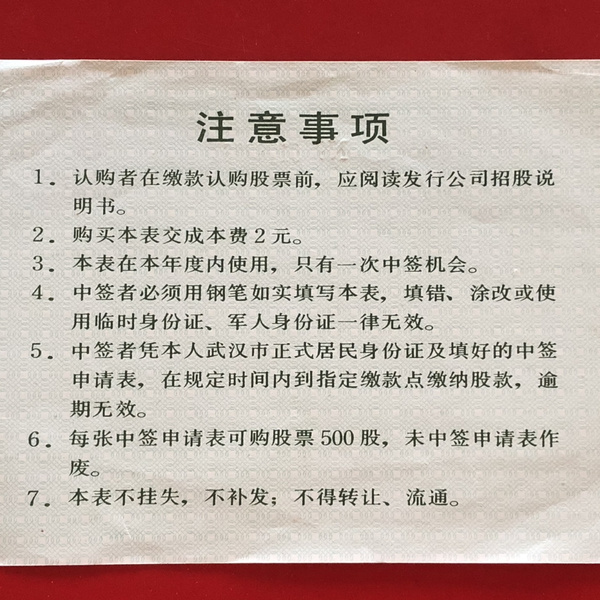 注意事项
1. 认购者在缴款认购股票前，应阅读发行公司招股说
明书。
2. 购买本表交成本费2元。
3. 本表在本年度内使用，只有一次中签机会。
4. 中签者必须用钢笔如实填写本表，填错、涂改或使
用临时身份证、军人身份证一律无效。
5. 中签者凭本人武汉市正式居民身份证及填好的中签
申请表，在规定时间内到指定缴款点缴纳股款，逾
期无效。
6. 每张中签申请表可购股票500股，未中签申请表作
废。
7. 本表不挂失，不补发；不得转让、流通。